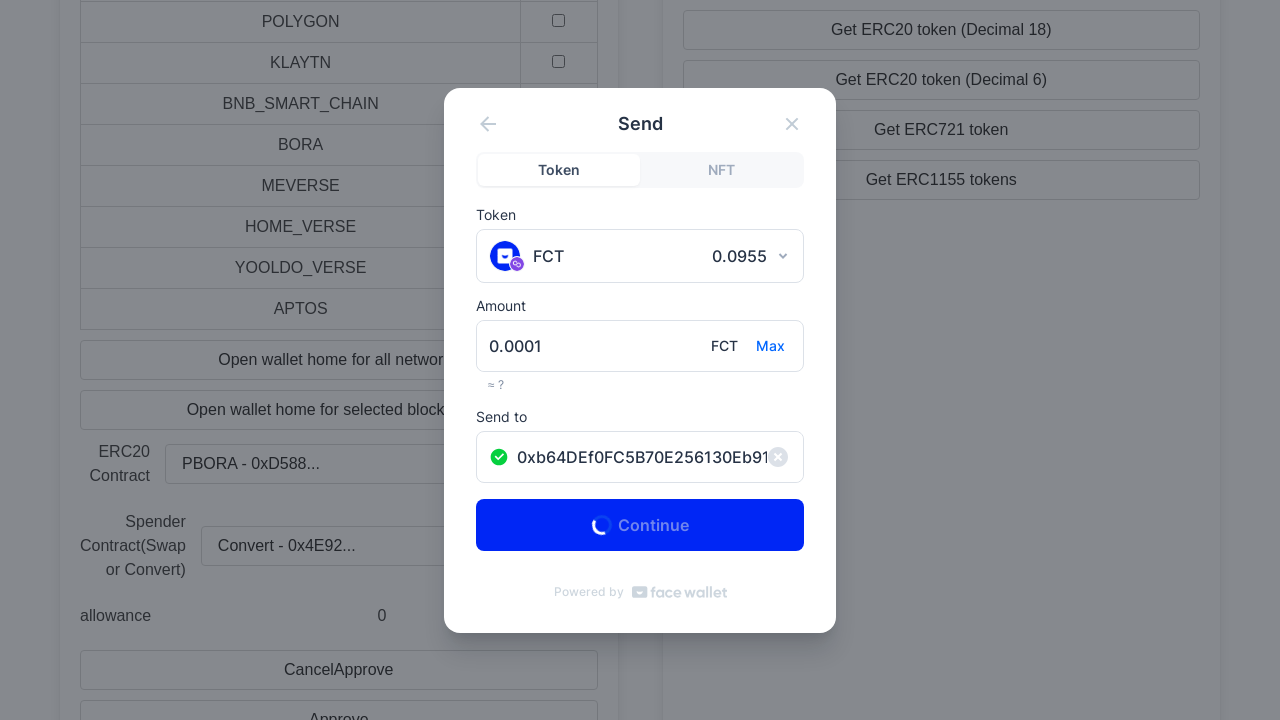 POLYGON
KLAYTN
BNB_SMART_CHAIN
BORA
MEVERSE
HOME_VERSE
YOOLDO_VERSE
APTOS
Open wallet home for all networ
Open wallet home for selected block
ERC20
Contract
PBORA - 0xD588...
Spender
Contract(Swap
or Convert)
Convert - 0x4E92...
allowance
0
CancelApprove
Approve
Get ERC20 token (Decimal 18)
Get ERC20 token (Decimal 6)
Get ERC721 token
Get ERC1155 tokens
Send
Token
NFT
Token
FCT
0.0955
Amount
0.0001
FCT
Max
≈ ?
Send to
0xb64DEf0FC5B70E256130Eb91
Continue
Powered by face wallet